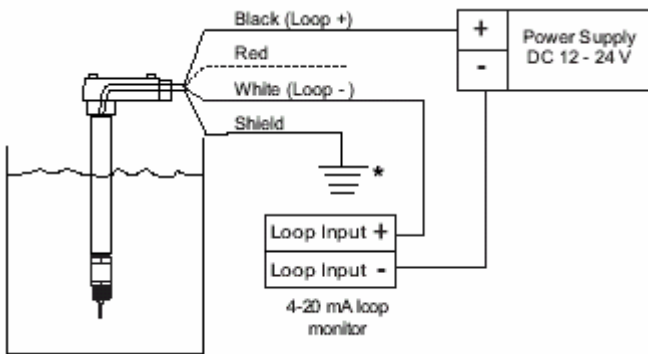 Black (Loop +)
+
Power Supply
DC 12 - 24 V
Red
-
White (Loop -)
Shield
*
Loop Input +
Loop Input -
4-20 mA loop
monitor